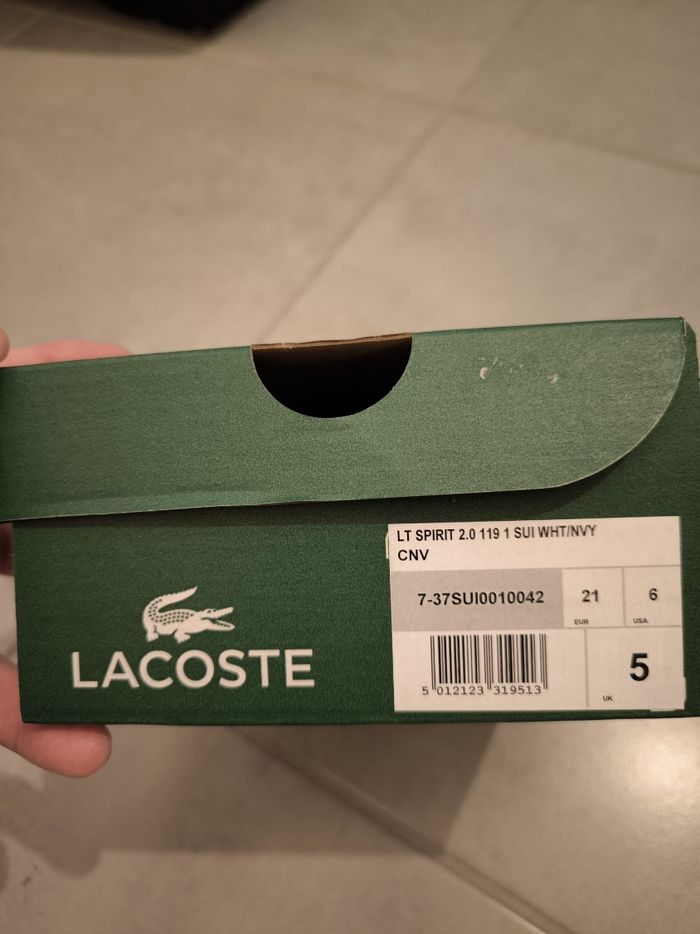 LACOSTE
LT SPIRIT 2.0 119 1 SUI WHT/NVY
CNV
7-37SUI0010042
21
EUR
6
USA
5 012123 319513
5
UK